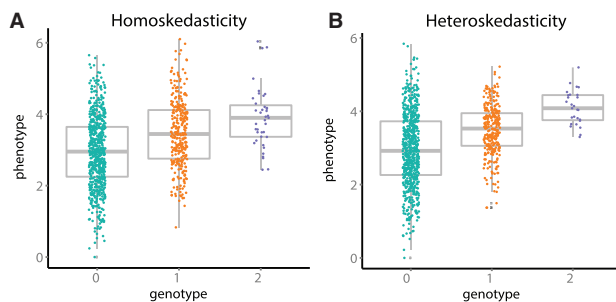 A
Homoskedasticity
phenotype
6
4
2
0
0 1 2
genotype
B
Heteroskedasticity
phenotype
6
4
2
0
0 1 2
genotype